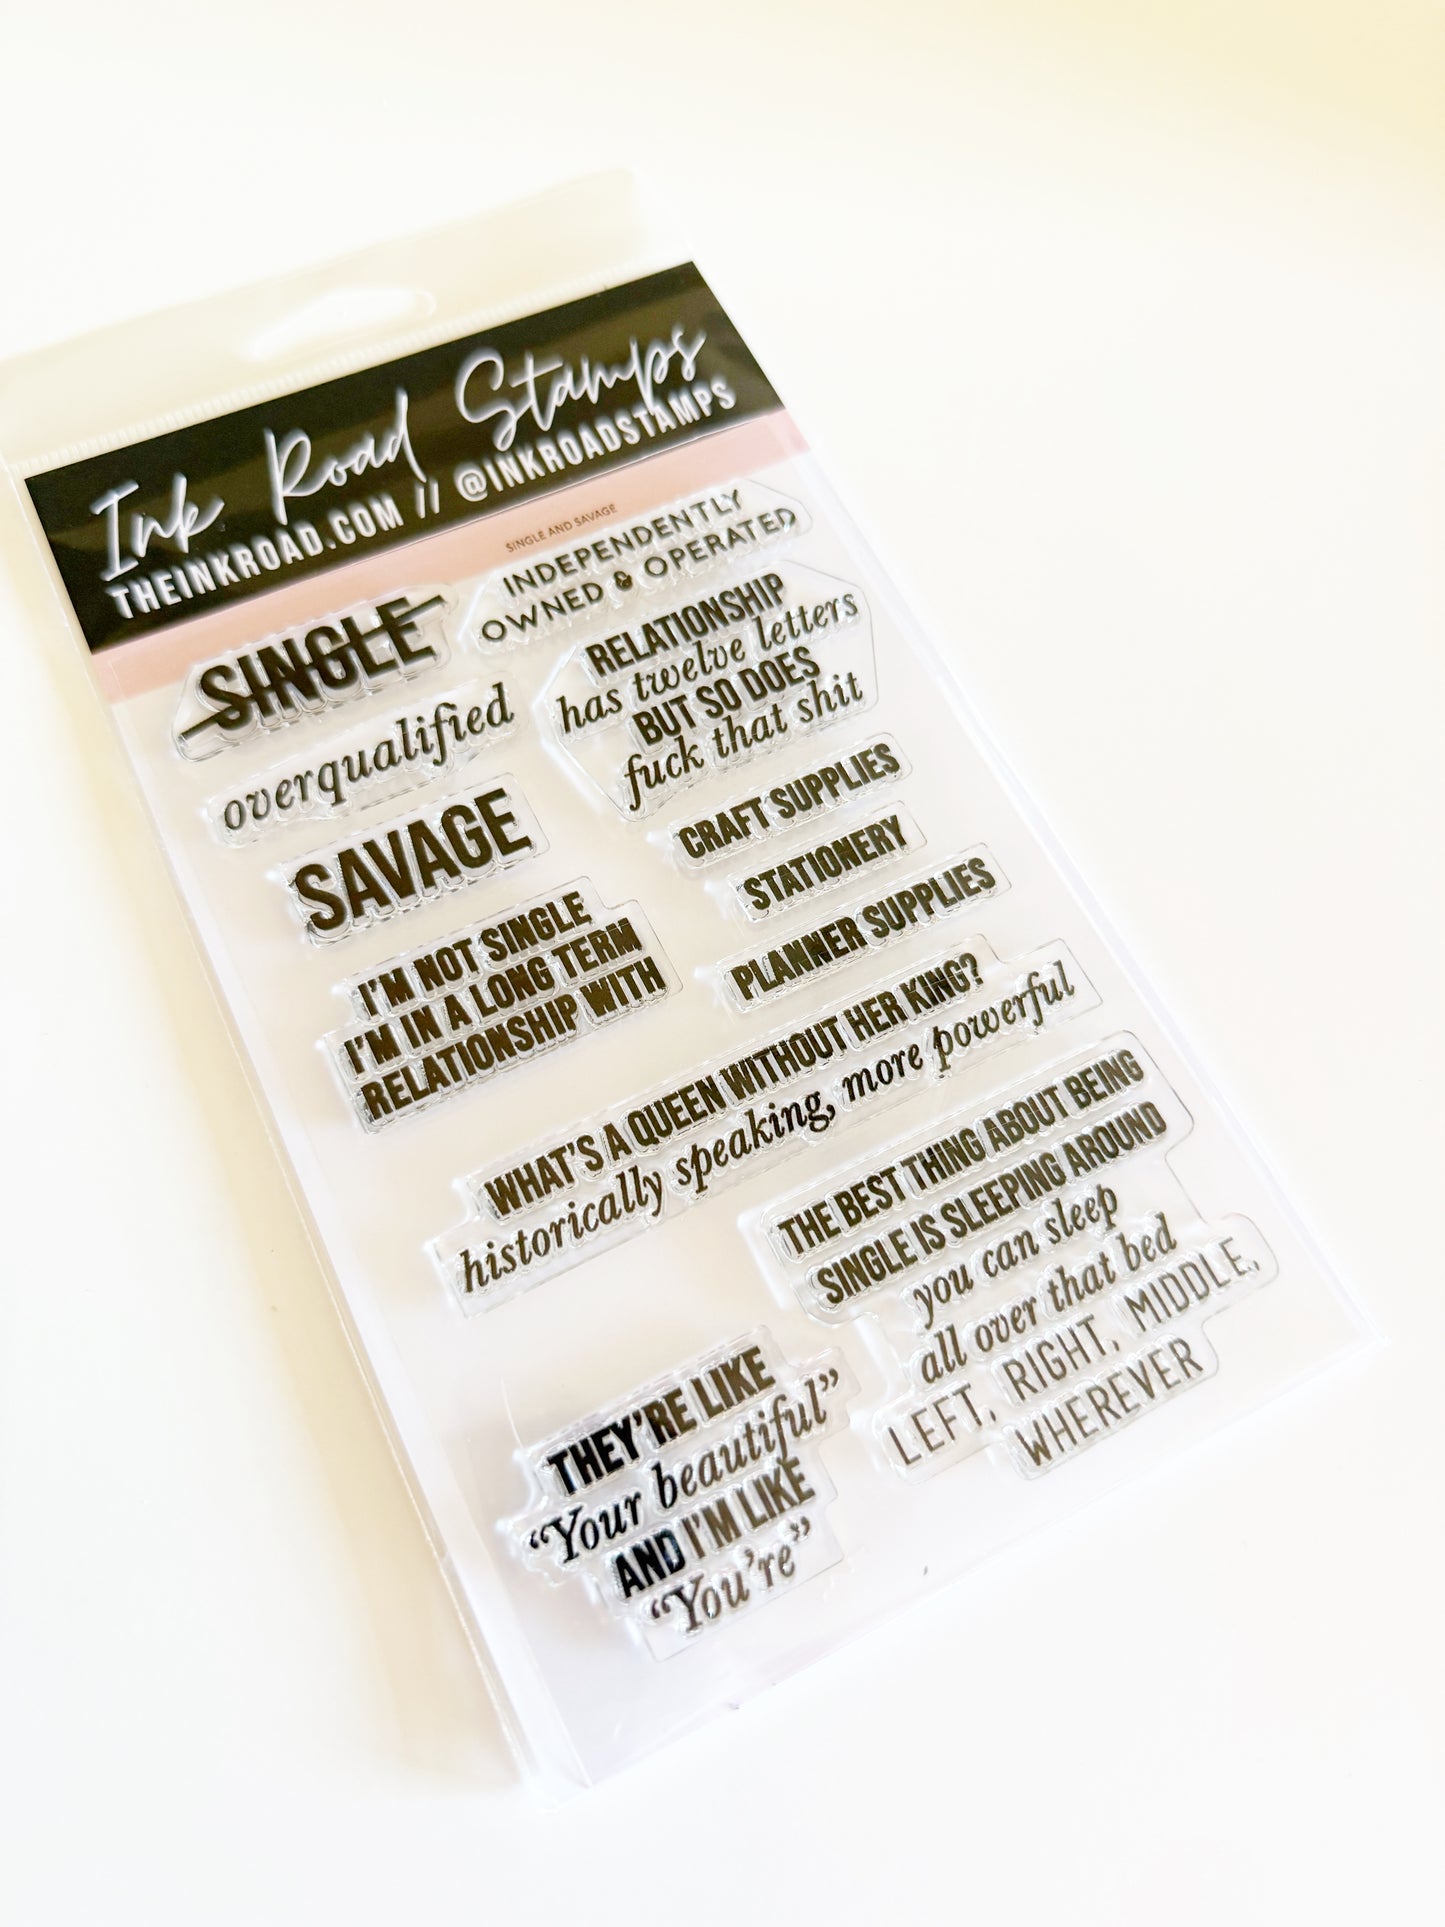 Ink Road Stamps
THEINKROAD.COM // @INKROADSTAMPS
SINGLE AND SAVAGE
INDEPENDENTLY
OWNED & OPERATED
SINGLE
overqualified
SAVAGE
RELATIONSHIP
has twelve letters
BUT SO DOES
fuck that shit
CRAFT SUPPLIES
STATIONERY
PLANNER SUPPLIES
I'M NOT SINGLE
I'M IN A LONG TERM
RELATIONSHIP WITH
WHAT'S A QUEEN WITHOUT HER KING?
historically speaking, more powerful
THE BEST THING ABOUT BEING
SINGLE IS SLEEPING AROUND
you can sleep
all over that bed
LEFT, RIGHT, MIDDLE,
WHEREVER
THEY'RE LIKE
“Your beautiful”
AND I'M LIKE
“You're”